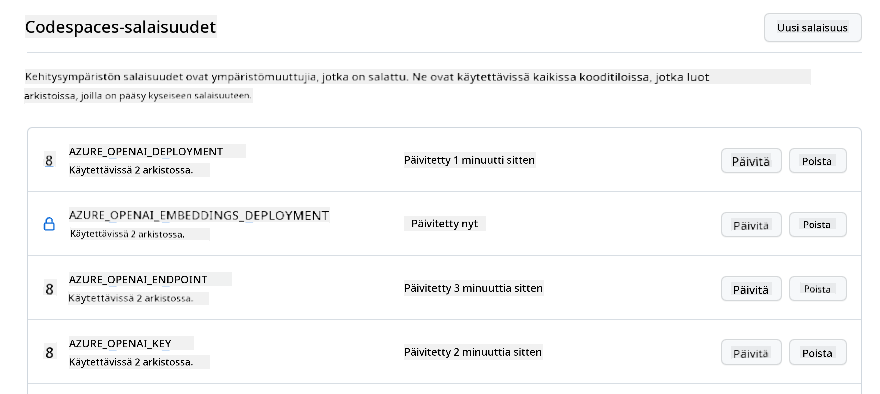 Codespaces-salaisuudet
Uusi salaisuus
Kehitysympäristön salaisuudet ovat ympäristömuuttujia, jotka on salattu. Ne ovat käytettävissä kaikissa kooditiloissa, jotka luot
arkistoissa, joilla on pääsy kyseiseen salaisuuteen.
8 AZURE_OPENAI_DEPLOYMENT
Käytettävissä 2 arkistossa.
Päivitetty 1 minuutti sitten
Päivitä
Poista
AZURE_OPENAI_EMBEDDINGS_DEPLOYMENT
Käytettävissä 2 arkistossa.
Päivitetty nyt
Päivitä
Poista
8 AZURE_OPENAI_ENDPOINT
Käytettävissä 2 arkistossa.
Päivitetty 3 minuuttia sitten
Päivitä
Poista
8 AZURE_OPENAI_KEY
Käytettävissä 2 arkistossa.
Päivitetty 2 minuuttia sitten
Päivitä
Poista